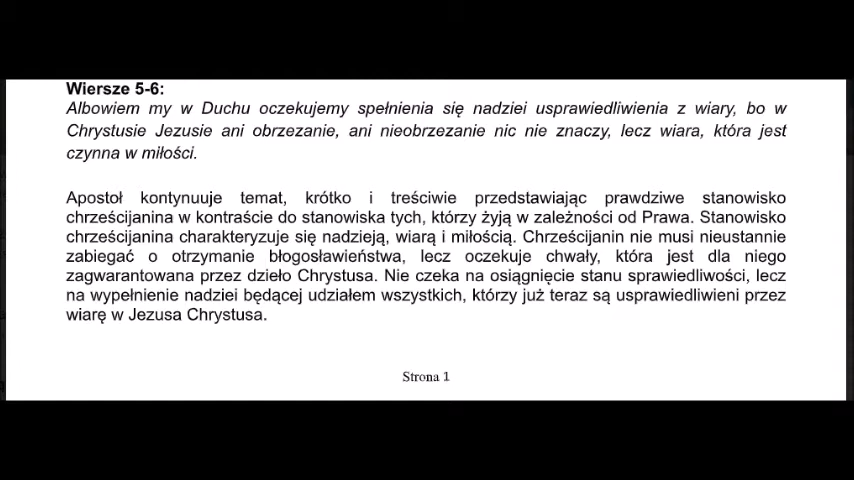 Wiersze 5-6:
Albowiem my w Duchu oczekujemy spełnienia się nadziei usprawiedliwienia z wiary, bo w
Chrystusie Jezusie ani obrzezanie, ani nieobrzezanie nic nie znaczy, lecz wiara, która jest
czynna w miłości.
Apostoł kontynuuje temat, krótko i treściwie przedstawiając prawdziwe stanowisko
chrześcijanina w kontraście do stanowiska tych, którzy żyją w zależności od Prawa. Stanowisko
chrześcijanina charakteryzuje się nadzieją, wiarą i miłością. Chrześcijanin nie musi nieustannie
zabiegać o otrzymanie błogosławieństwa, lecz oczekuje chwały, która jest dla niego
zagwarantowana przez dzieło Chrystusa. Nie czeka na osiągnięcie stanu sprawiedliwości, lecz
na wypełnienie nadziei będącej udziałem wszystkich, którzy już teraz są usprawiedliwieni przez
wiarę w Jezusa Chrystusa.
Strona 1